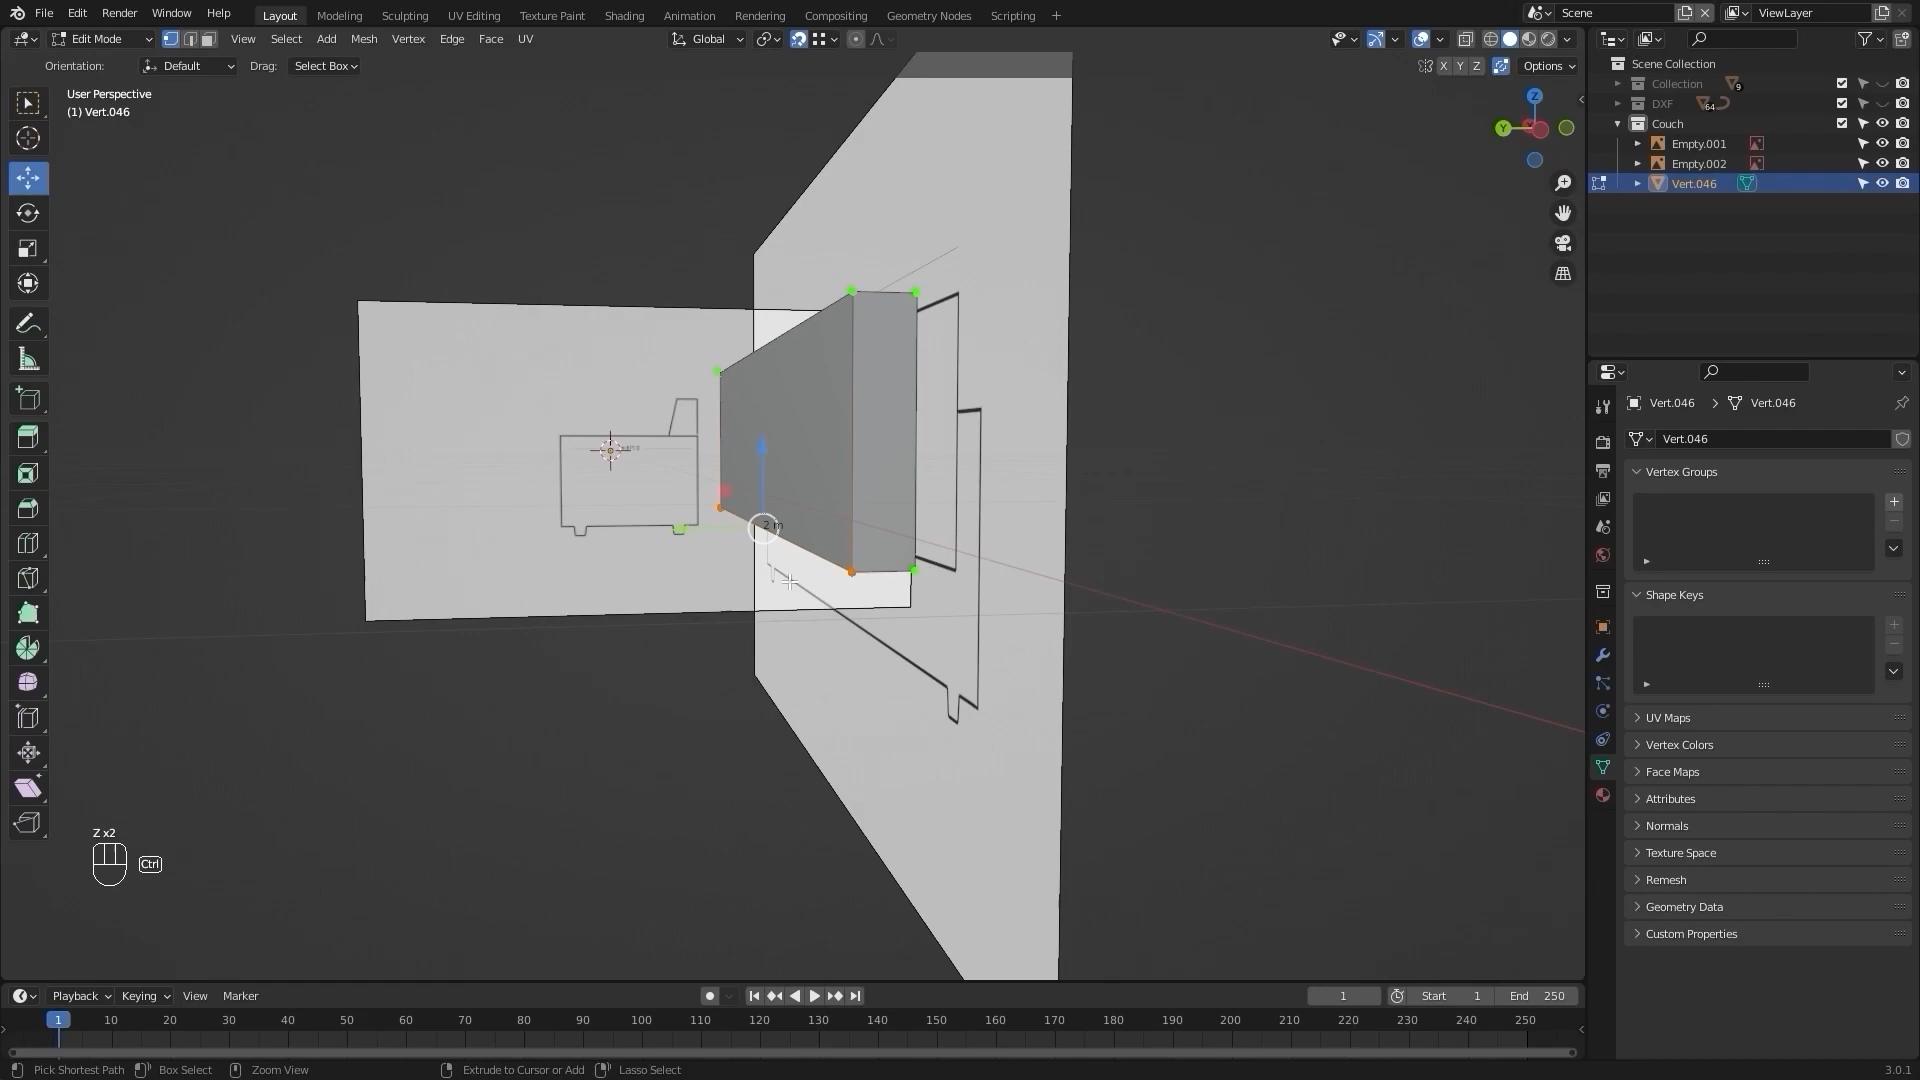 File Edit Render Window Help Layout Modeling Sculpting UV Editing Texture Paint Shading Animation Rendering Compositing Geometry Nodes Scripting + Scene ViewLayer
Edit Mode View Select Add Mesh Vertex Edge Face UV Global
Orientation: Default Drag: Select Box X Y Z Options
User Perspective
(1) Vert.046
Z
Y
2 m
Z x2
Ctrl
Scene Collection
Collection 9
DXF 64
Couch
Empty.001
Empty.002
Vert.046
Vert.046 > Vert.046
Vert.046
Vertex Groups
Shape Keys
UV Maps
Vertex Colors
Face Maps
Attributes
Normals
Texture Space
Remesh
Geometry Data
Custom Properties
Playback Keying View Marker 1 Start 1 End 250
1 10 20 30 40 50 60 70 80 90 100 110 120 130 140 150 160 170 180 190 200 210 220 230 240 250
Pick Shortest Path Box Select Zoom View Extrude to Cursor or Add Lasso Select 3.0.1